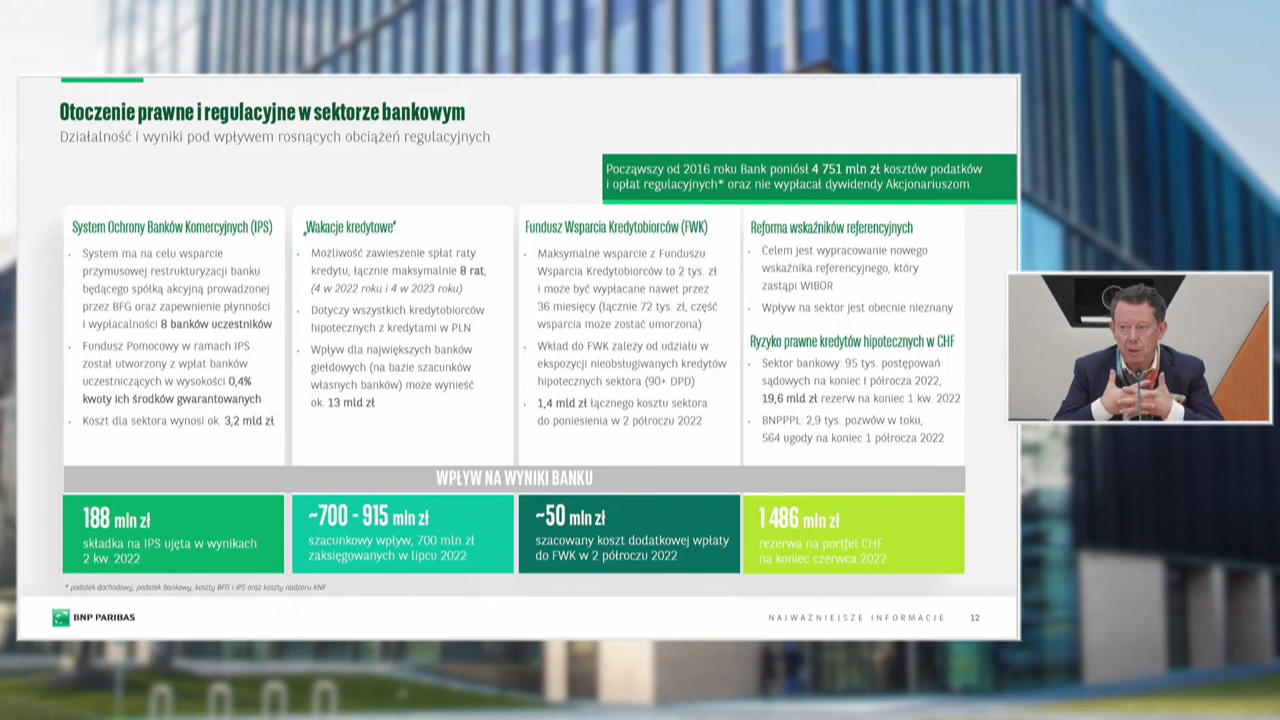 Otoczenie prawne i regulacyjne w sektorze bankowym
Działalność i wyniki pod wpływem rosnących obciążeń regulacyjnych
Począwszy od 2016 roku Bank poniósł 4 751 mln zł kosztów podatków
i opłat regulacyjnych* oraz nie wypłacał dywidendy Akcjonariuszom.
System Ochrony Banków Komercyjnych (IPS)
• System ma na celu wsparcie
przymusowej restrukturyzacji banku
będącego spółką akcyjną prowadzonej
przez BFG oraz zapewnienie płynności
i wypłacalności 8 banków uczestników
• Fundusz Pomocowy w ramach IPS
został utworzony z wpłat banków
uczestniczących w wysokości 0,4%
kwoty ich środków gwarantowanych
• Koszt dla sektora wynosi ok. 3,2 mld zł
„Wakacje kredytowe”
• Możliwość zawieszenie spłat raty
kredytu, łącznie maksymalnie 8 rat,
(4 w 2022 roku i 4 w 2023 roku)
• Dotyczy wszystkich kredytobiorców
hipotecznych z kredytami w PLN
• Wpływ dla największych banków
giełdowych (na bazie szacunków
własnych banków) może wynieść
ok. 13 mld zł
Fundusz Wsparcia Kredytobiorców (FWK)
• Maksymalne wsparcie z Funduszu
Wsparcia Kredytobiorców to 2 tys. zł
i może być wypłacane nawet przez
36 miesięcy (łącznie 72 tys. zł, część
wsparcia może zostać umorzona)
• Wkład do FWK zależy od udziału w
ekspozycji nieobsługiwanych kredytów
hipotecznych sektora (90+ DPD)
• 1,4 mld zł łącznego kosztu sektora
do poniesienia w 2 półroczu 2022
Reforma wskaźników referencyjnych
• Celem jest wypracowanie nowego
wskaźnika referencyjnego, który
zastąpi WIBOR
• Wpływ na sektor jest obecnie nieznany
Ryzyko prawne kredytów hipotecznych w CHF
• Sektor bankowy: 95 tys. postępowań
sądowych na koniec I półrocza 2022,
19,6 mld zł rezerw na koniec 1 kw. 2022
• BNPPPL: 2,9 tys. pozwów w toku,
564 ugody na koniec 1 półrocza 2022
WPŁYW NA WYNIKI BANKU
188 mln zł
składka na IPS ujęta w wynikach
2 kw. 2022
~700 - 915 mln zł
szacunkowy wpływ, 700 mln zł
zaksięgowanych w lipcu 2022
~50 mln zł
szacowany koszt dodatkowej wpłaty
do FWK w 2 półroczu 2022
1 486 mln zł
rezerwa na portfel CHF
na koniec czerwca 2022
* podatek dochodowy, podatek bankowy, koszty BFG i IPS oraz koszty nadzoru KNF
BNP PARIBAS
NAJWAŻNIEJSZE INFORMACJE
12